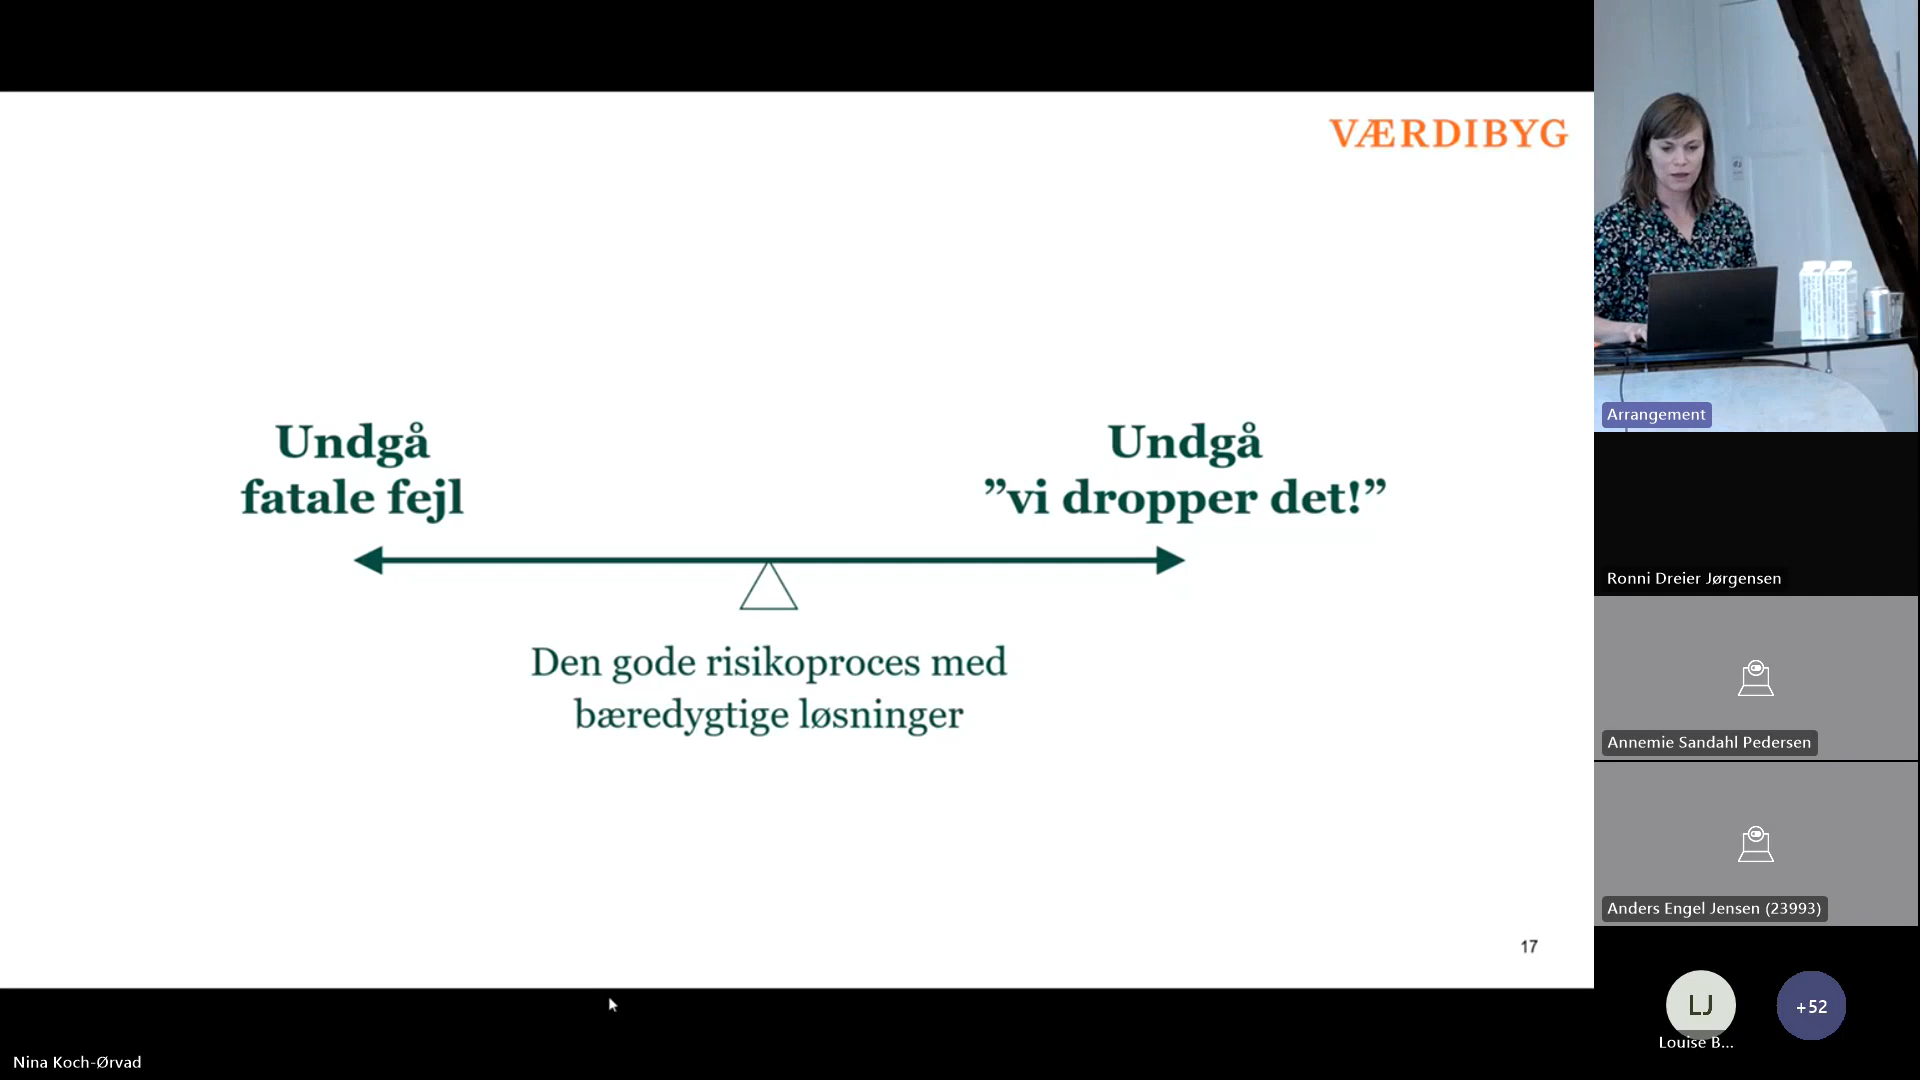 VÆRDIBYG
Undgå
fatale fejl
Undgå
”vi dropper det!”
Den gode risikoproces med
bæredygtige løsninger
17
Nina Koch-Ørvad
Arrangement
Ronni Dreier Jørgensen
Annemie Sandahl Pedersen
Anders Engel Jensen (23993)
LJ
+52
Louise B...